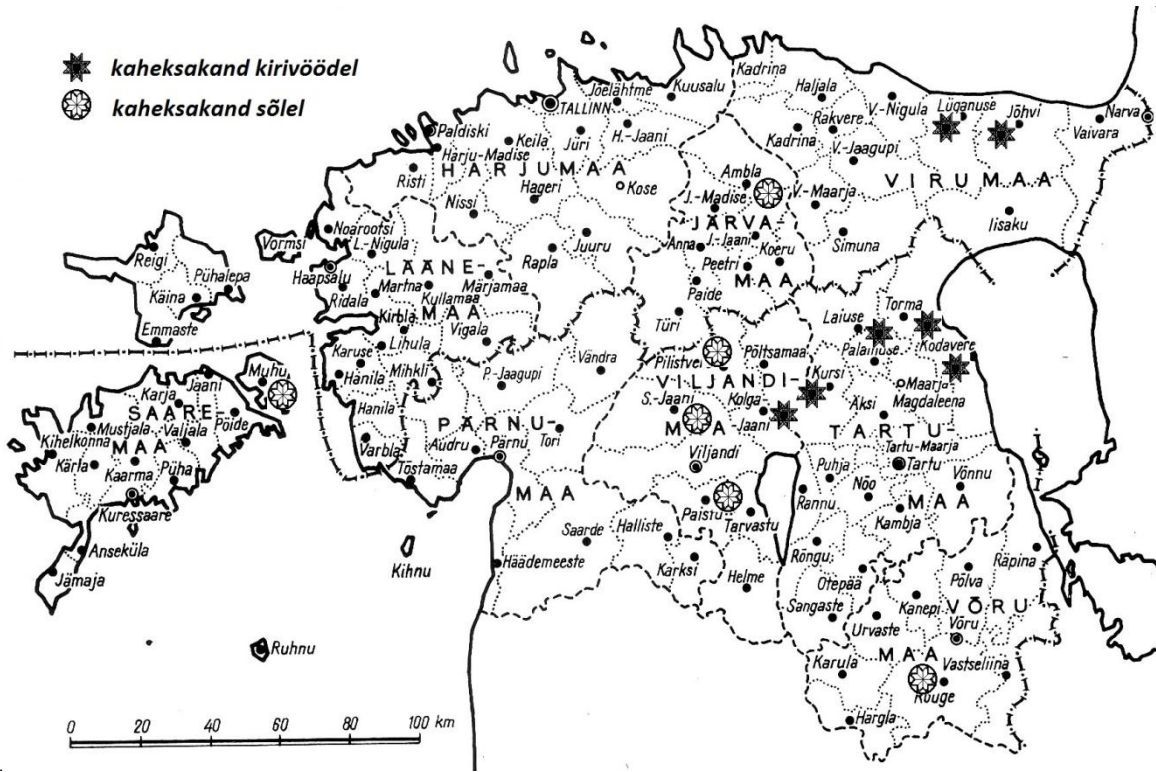 kaheksakand kirivöödel
kaheksakand sõlel
Kuusalu
Kadrina
Jõelähtme
Haljala
V.-Nigula
Lüganuse
Jõhvi
Narva
Vaivara
TALLINN
Paldiski
Harju-Madise
Keila
Jüri
H.-Jaani
Kadrina
Rakvere
V.-Jaagupi
HARJUMAA
Risti
Hageri
Kose
Nissi
Ambla
J.-Madise
V.-Maarja
VIRUMAA
Iisaku
JÄRVA-
MAA
Anna
J.-Jaani
Koeru
Peetri
Paide
Türi
Simuna
Noarootsi
L.-Nigula
Vormsi
Haapsalu
Ridala
LÄÄNE-
MAA
Martna
Kullamaa
Märjamaa
Juuru
Rapla
Kirbla
Vigala
Lihula
Karuse
Hanila
Mihkli
Hanila
Varbla
Tõstamaa
Reigi
Pühalepa
Käina
Emmaste
Muhu
Jaani
Karja
SAARE-
MAA
Mustjala
Valjala
Pöide
Kihelkonna
Kärla
Kaarma
Püha
Kuressaare
Anseküla
Jämaja
Vändra
P.-Jaagupi
PÄRNU-
MAA
Audru
Pärnu
Tori
Saarde
Häädemeeste
Kihnu
Ruhnu
Pilistvei
Põltsamaa
VILJANDI-
MAA
S.-Jaani
Kolga-
Jaani
Viljandi
Paistu
Tarvastu
Halliste
Karksi
Helme
Torma
Laiuse
Palamuse
Kodavere
Kursi
Maarja
Magdaleena
Äksi
TARTU-
MAA
Tartu-Maarja
Tartu
Puhja
Nõo
Võnnu
Rannu
Kambja
Rõngu
Otepää
Sangaste
Räpina
Põlva
Kanepi
VÕRU
MAA
Võru
Urvaste
Karula
Vastseliina
Rõuge
Hargla
0 20 40 60 80 100 km